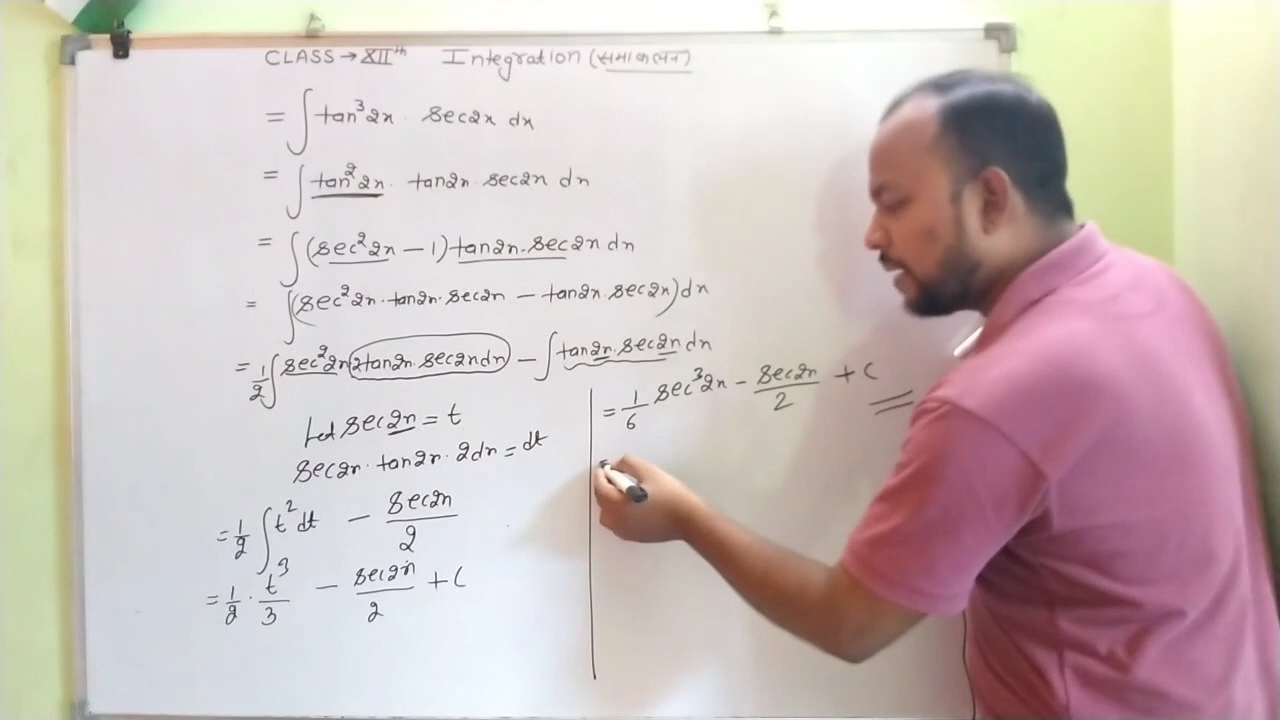 CLASS → XIIth Integration (समाकलन)
= ∫ tan³2x · sec2x dx
= ∫ tan²2x · tan2x sec2x dx
= ∫ (sec²2x − 1) tan2x · sec2x dx
= ∫ (sec²2x · tan2x · sec2x − tan2x · sec2x) dx
= 1/2 ∫ sec²2x (2tan2x · sec2x dx) − ∫ tan2x · sec2x dx
Let sec2x = t
sec2x · tan2x · 2dx = dt
= 1/2 ∫ t² dt − sec2x/2
= 1/2 · t³/3 − sec2x/2 + C
= 1/6 sec³2x − sec2x/2 + C